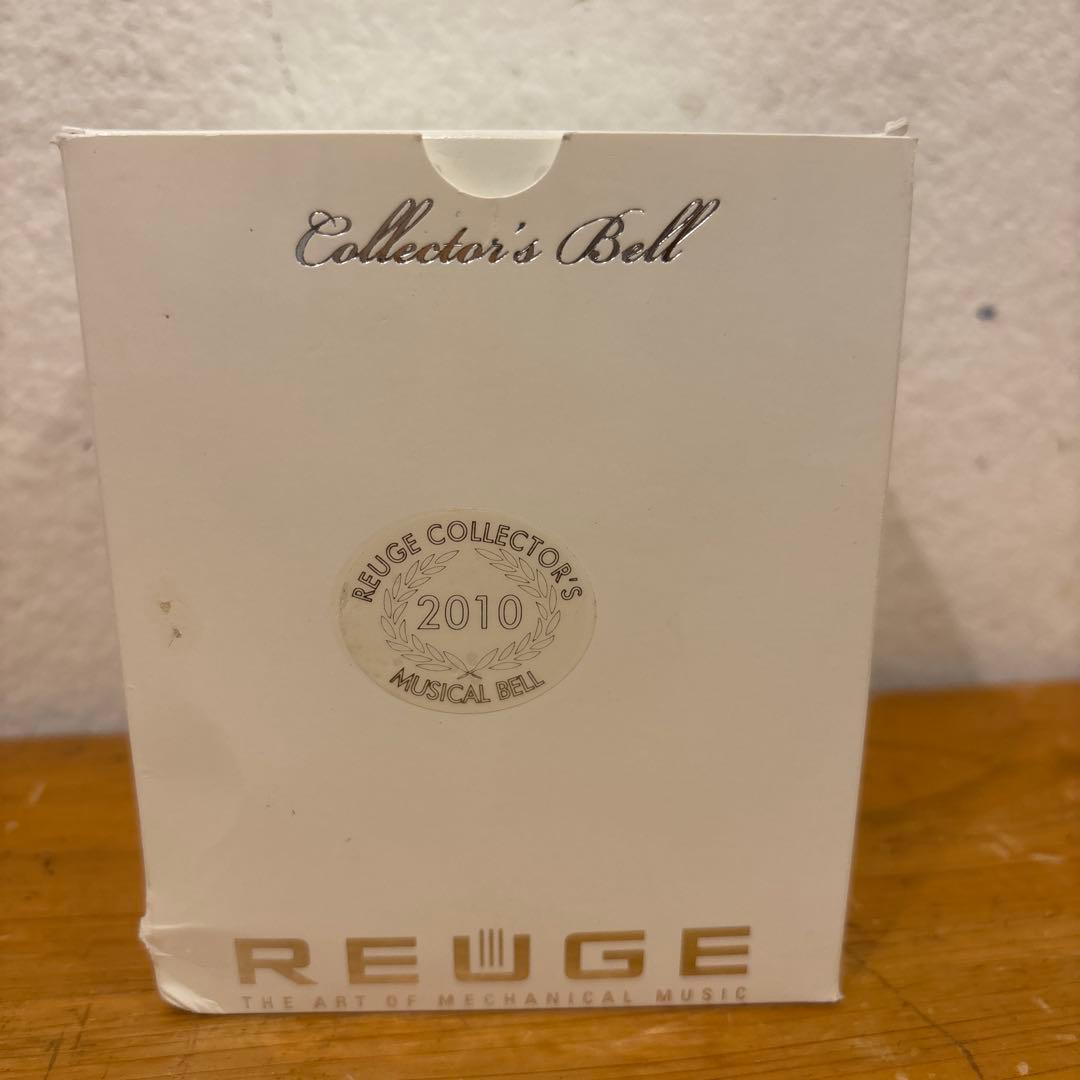 Collector's Bell
REUGE COLLECTOR'S
2010
MUSICAL BELL
REUGE
THE ART OF MECHANICAL MUSIC